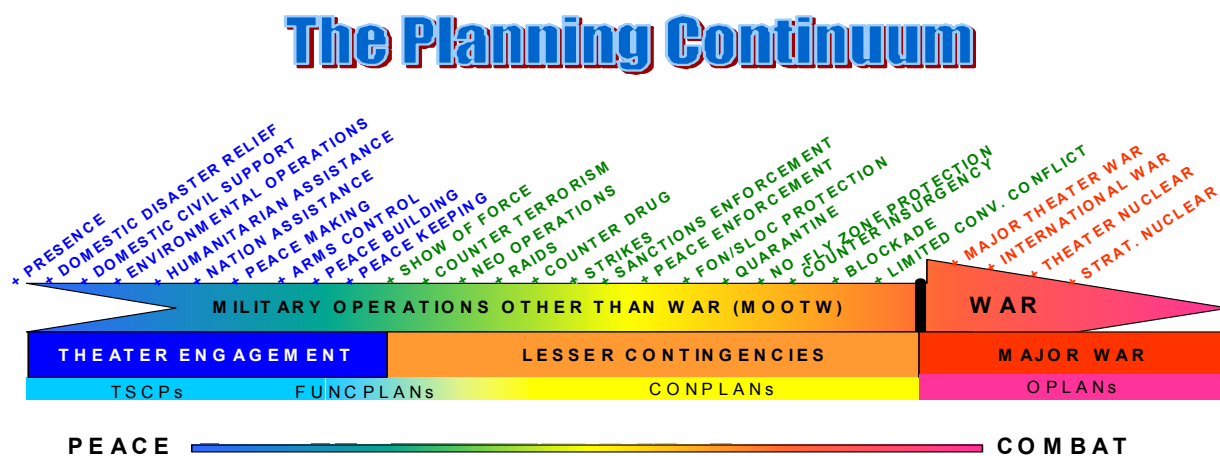 The Planning Continuum
PRESENCE
DOMESTIC DISASTER RELIEF
DOMESTIC CIVIL SUPPORT
ENVIRONMENTAL OPERATIONS
HUMANITARIAN ASSISTANCE
NATION ASSISTANCE
PEACE MAKING
ARMS CONTROL
PEACE BUILDING
PEACE KEEPING
SHOW OF FORCE
COUNTER TERRORISM
NEO OPERATIONS
RAIDS
COUNTER DRUG
STRIKES
SANCTIONS ENFORCEMENT
PEACE ENFORCEMENT
FON/SLOC PROTECTION
QUARANTINE
NO-FLY ZONE PROTECTION
COUNTER INSURGENCY
BLOCKADE
LIMITED CONV. CONFLICT
MAJOR THEATER WAR
INTERNATIONAL WAR
THEATER NUCLEAR
STRAT. NUCLEAR
MILITARY OPERATIONS OTHER THAN WAR (MOOTW)
WAR
THEATER ENGAGEMENT
LESSER CONTINGENCIES
MAJOR WAR
TSCPs
FUNCPLANs
CONPLANs
OPLANs
PEACE
COMBAT